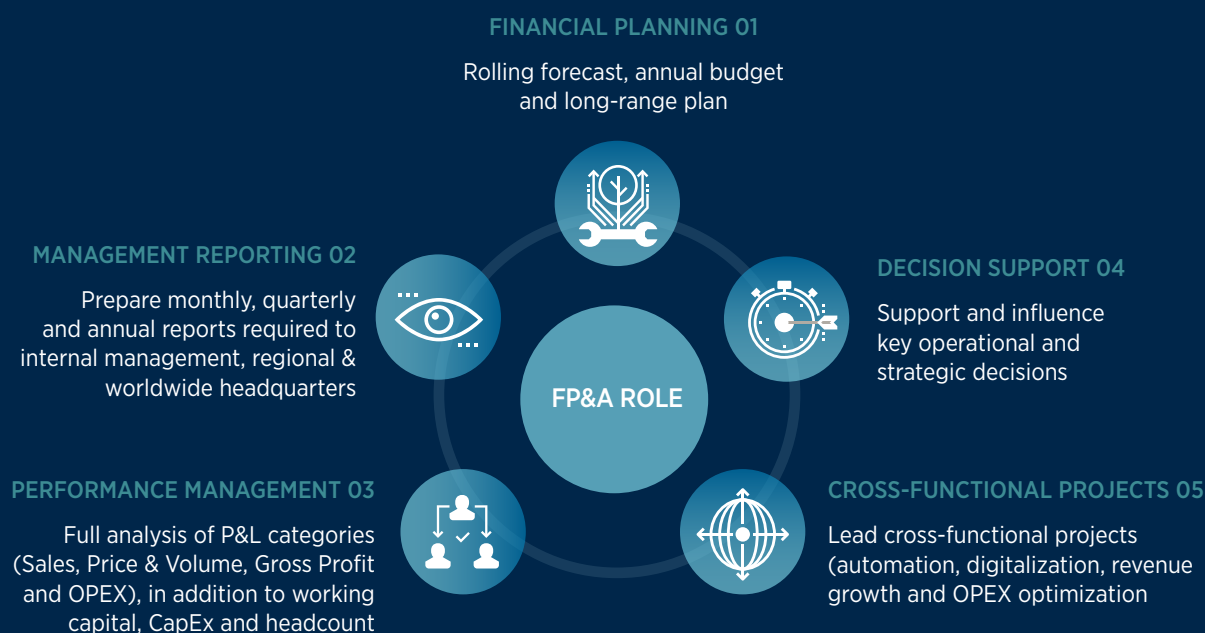 FINANCIAL PLANNING 01
Rolling forecast, annual budget
and long-range plan
MANAGEMENT REPORTING 02
Prepare monthly, quarterly
and annual reports required to
internal management, regional &
worldwide headquarters
PERFORMANCE MANAGEMENT 03
Full analysis of P&L categories
(Sales, Price & Volume, Gross Profit
and OPEX), in addition to working
capital, CapEx and headcount
FP&A ROLE
DECISION SUPPORT 04
Support and influence
key operational and
strategic decisions
CROSS-FUNCTIONAL PROJECTS 05
Lead cross-functional projects
(automation, digitalization, revenue
growth and OPEX optimization